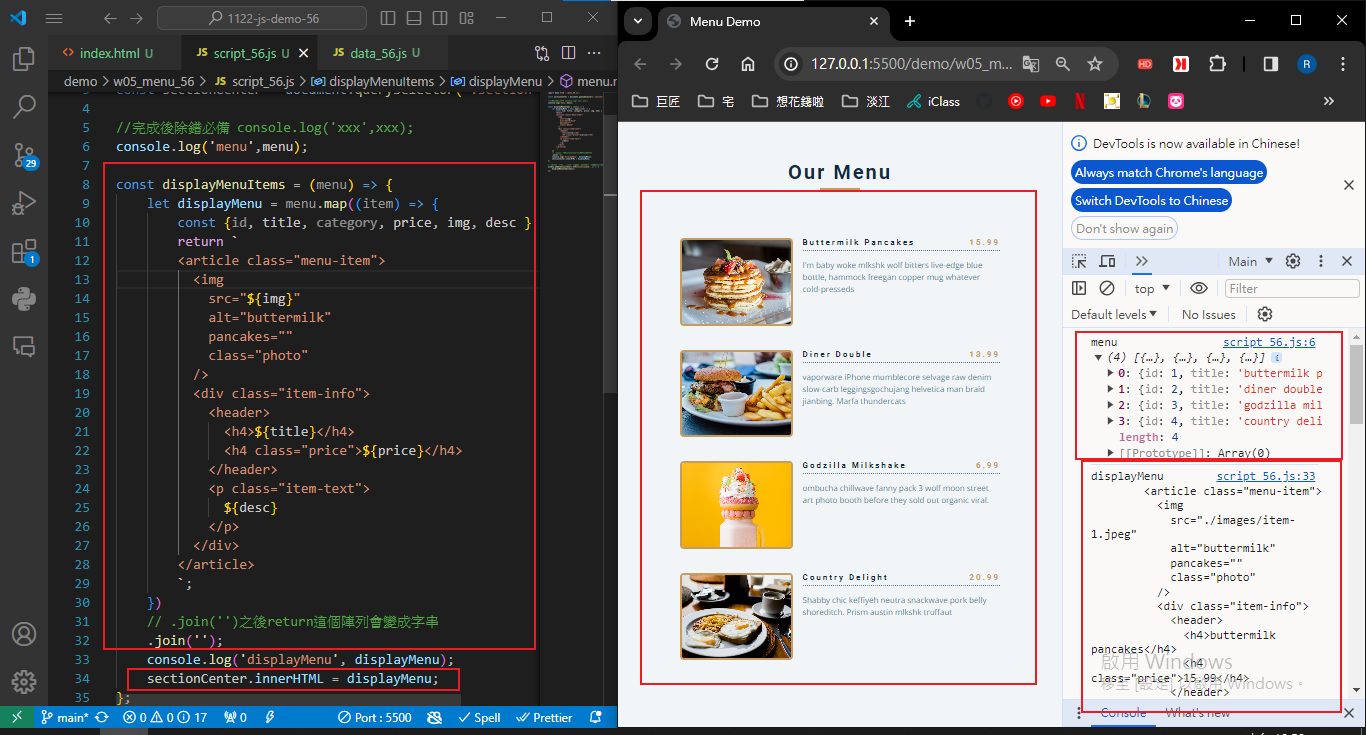 1122-js-demo-56
index.html U
JS script_56.js U
JS data_56.js U
demo > w05_menu_56 > JS script_56.js > displayMenuItems > displayMenu > menu.m
4
5 //完成後除錯必備 console.log('xxx',xxx);
6 console.log('menu',menu);
7
8 const displayMenuItems = (menu) => {
9 let displayMenu = menu.map((item) => {
10 const {id, title, category, price, img, desc }
11 return `
12 <article class="menu-item">
13 <img
14 src="${img}"
15 alt="buttermilk"
16 pancakes=""
17 class="photo"
18 />
19 <div class="item-info">
20 <header>
21 <h4>${title}</h4>
22 <h4 class="price">${price}</h4>
23 </header>
24 <p class="item-text">
25 ${desc}
26 </p>
27 </div>
28 </article>
29 `;
30 })
31 // .join('')之後return這個陣列會變成字串
32 .join('');
33 console.log('displayMenu', displayMenu);
34 sectionCenter.innerHTML = displayMenu;
35 };
29
1
main* 0 0 17 0 Port : 5500 Spell Prettier
Menu Demo
127.0.0.1:5500/demo/w05_m...
HD
R
巨匠 宅 想花錢啦 淡江 iClass
Our Menu
Buttermilk Pancakes 15.99
I'm baby woke mlkshk wolf bitters live-edge blue
bottle, hammock freegan copper mug whatever
cold-presseds
Diner Double 13.99
vaporware iPhone mumblecore selvage raw denim
slow-carb leggingsgochujang helvetica man braid
jianbing. Marfa thundercats
Godzilla Milkshake 6.99
ombucha chillwave fanny pack 3 wolf moon street
art photo booth before they sold out organic viral.
Country Delight 20.99
Shabby chic keffiyeh neutra snackwave pork belly
shoreditch. Prism austin mlkshk truffaut
DevTools is now available in Chinese!
Always match Chrome's language
Switch DevTools to Chinese
Don't show again
Main
top
Filter
Default levels
No Issues
menu script 56.js:6
(4) [{…}, {…}, {…}, {…}]
0: {id: 1, title: 'buttermilk p
1: {id: 2, title: 'diner double
2: {id: 3, title: 'godzilla mil
3: {id: 4, title: 'country deli
length: 4
[[Prototype]]: Array(0)
displayMenu script 56.js:33
<article class="menu-item">
<img
src="./images/item-
1.jpeg"
alt="buttermilk"
pancakes=""
class="photo"
/>
<div class="item-info">
<header>
<h4>buttermilk
pancakes</h4>
<h4
class="price">15.99</h4>
</header>
啟用 Windows
移至 [設定] 以啟用 Windows。
Console What's new